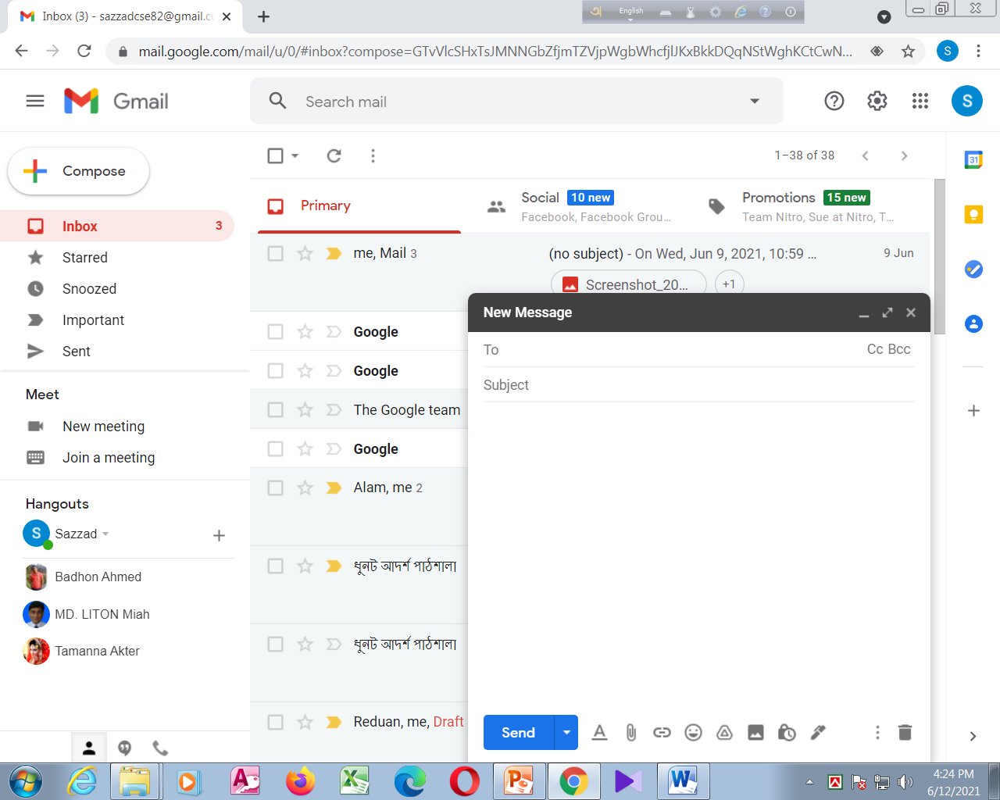 Inbox (3) - sazzadcse82@gmail.c
English
mail.google.com/mail/u/0/#inbox?compose=GTvVlcSHxTsJMNNGbZfjmTZVjpWgbWhcfjlJKxBkkDQqNStWghKCtCwN...
S
Gmail
Search mail
S
Compose
1–38 of 38
31
Primary
Social 10 new
Facebook, Facebook Grou...
Promotions 15 new
Team Nitro, Sue at Nitro, T...
Inbox 3
Starred
Snoozed
Important
Sent
me, Mail 3
(no subject) - On Wed, Jun 9, 2021, 10:59 ...
9 Jun
Screenshot_20...
+1
Google
Google
The Google team
Google
Alam, me 2
ধুনট আদর্শ পাঠশালা
ধুনট আদর্শ পাঠশালা
Reduan, me, Draft
Meet
New meeting
Join a meeting
Hangouts
S Sazzad
Badhon Ahmed
MD. LITON Miah
Tamanna Akter
New Message
To
Cc Bcc
Subject
Send
4:24 PM
6/12/2021